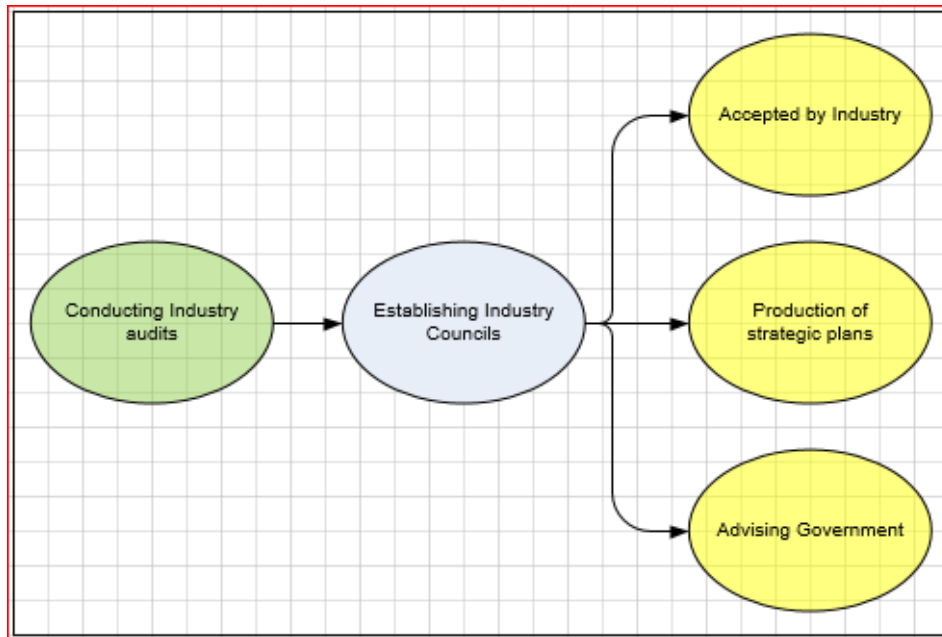 Accepted by Industry
Conducting Industry
audits
Establishing Industry
Councils
Production of
strategic plans
Advising Government